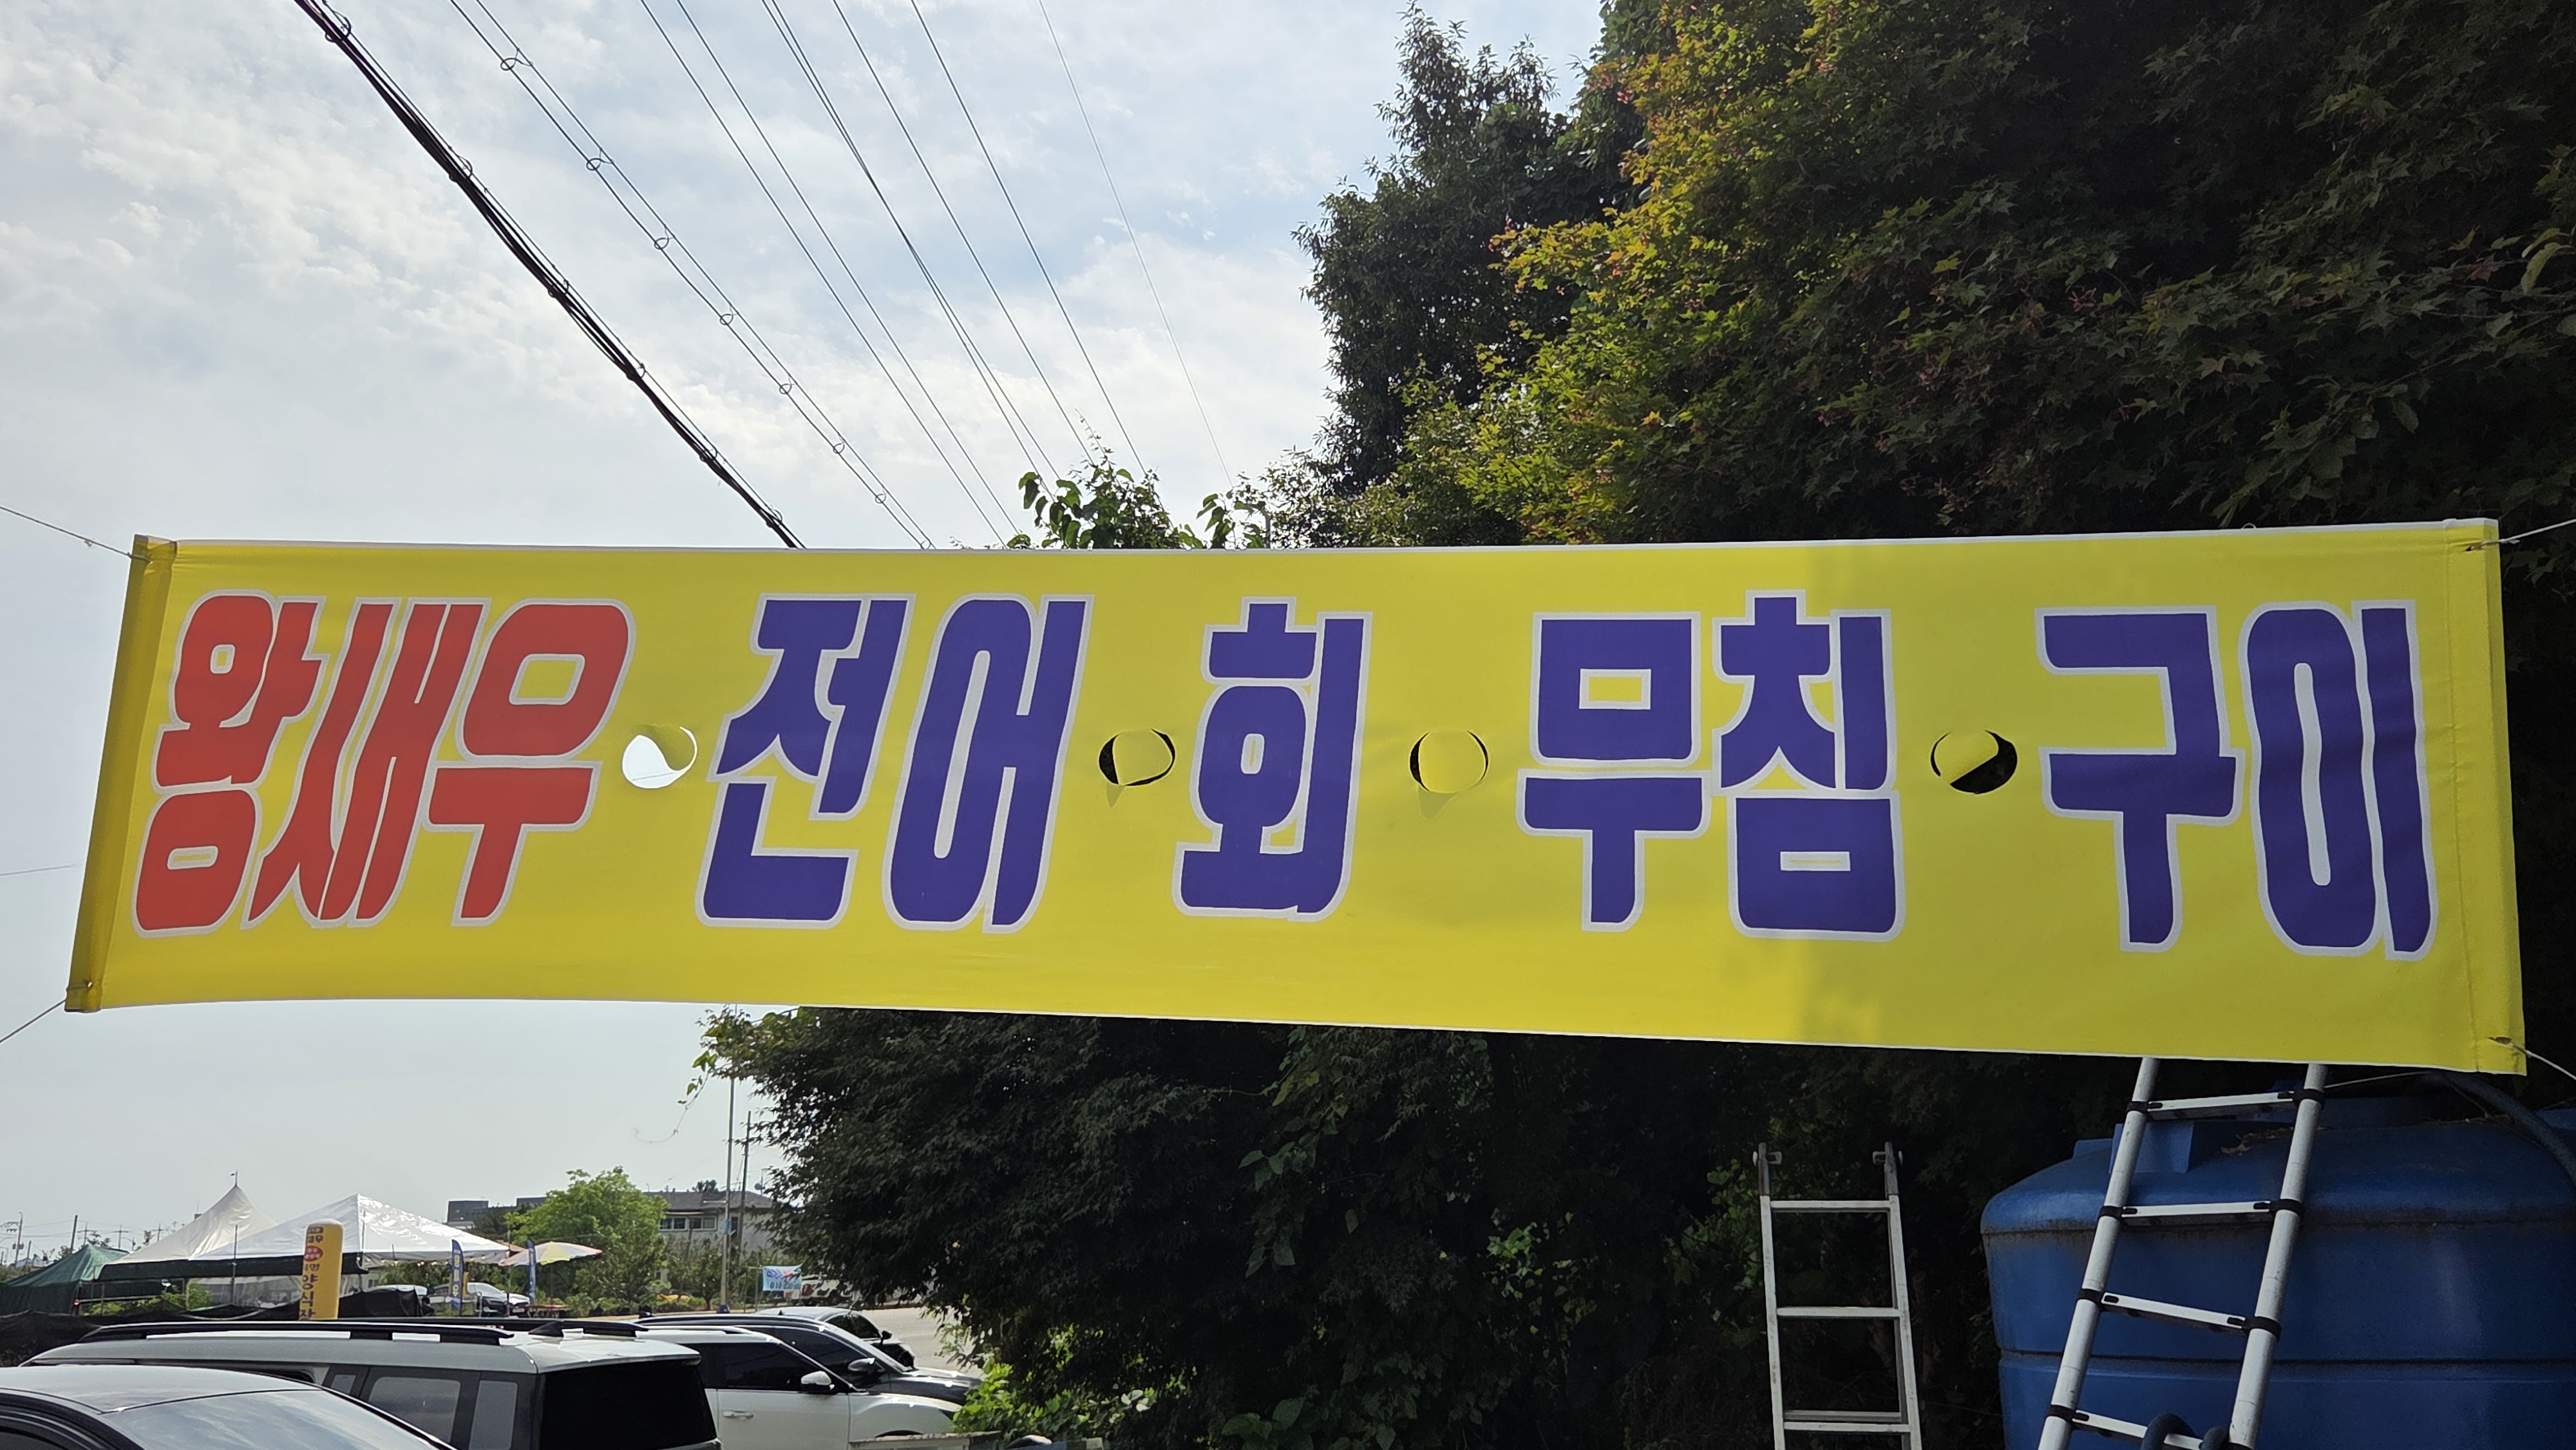 왕새우 전어 회 무침 구이